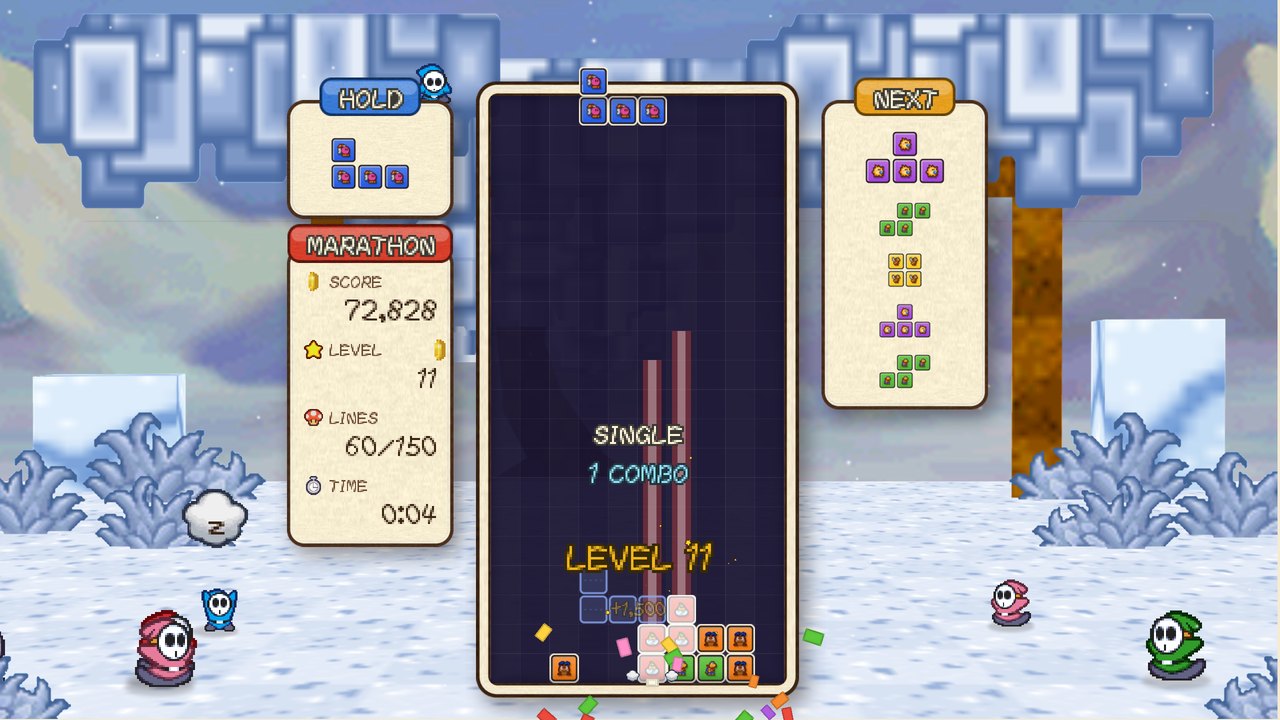 HOLD
NEXT
MARATHON
SCORE
72,828
LEVEL
11
LINES
60/150
TIME
0:04
SINGLE
1 COMBO
LEVEL 11
+1,500
z